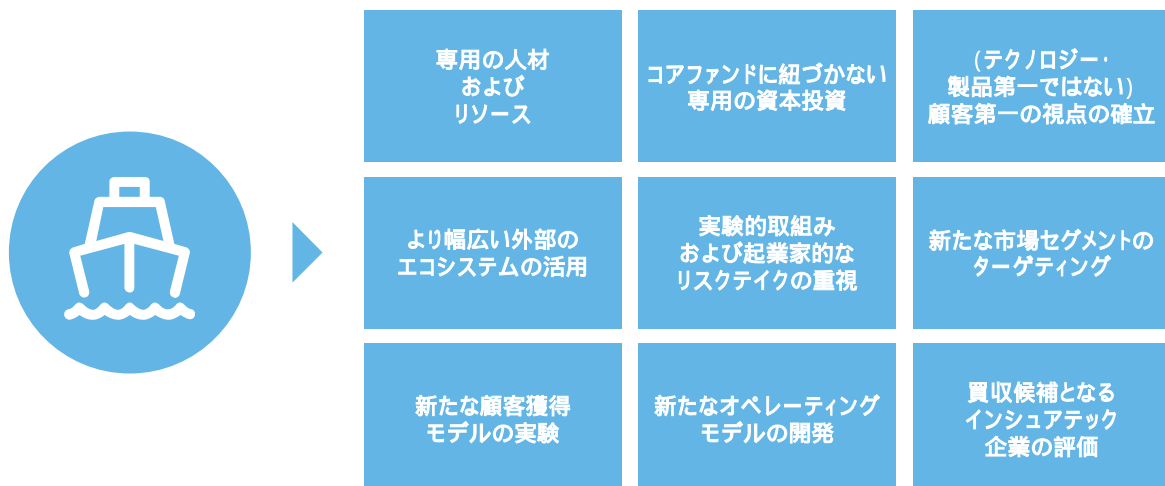 専用の人材
および
リソース
コアファンドに紐づかない
専用の資本投資
(テクノロジー・
製品第一ではない)
顧客第一の視点の確立
より幅広い外部の
エコシステムの活用
実験的取組み
および起業家的な
リスクテイクの重視
新たな市場セグメントの
ターゲティング
新たな顧客獲得
モデルの実験
新たなオペレーティング
モデルの開発
買収候補となる
インシュアテック
企業の評価